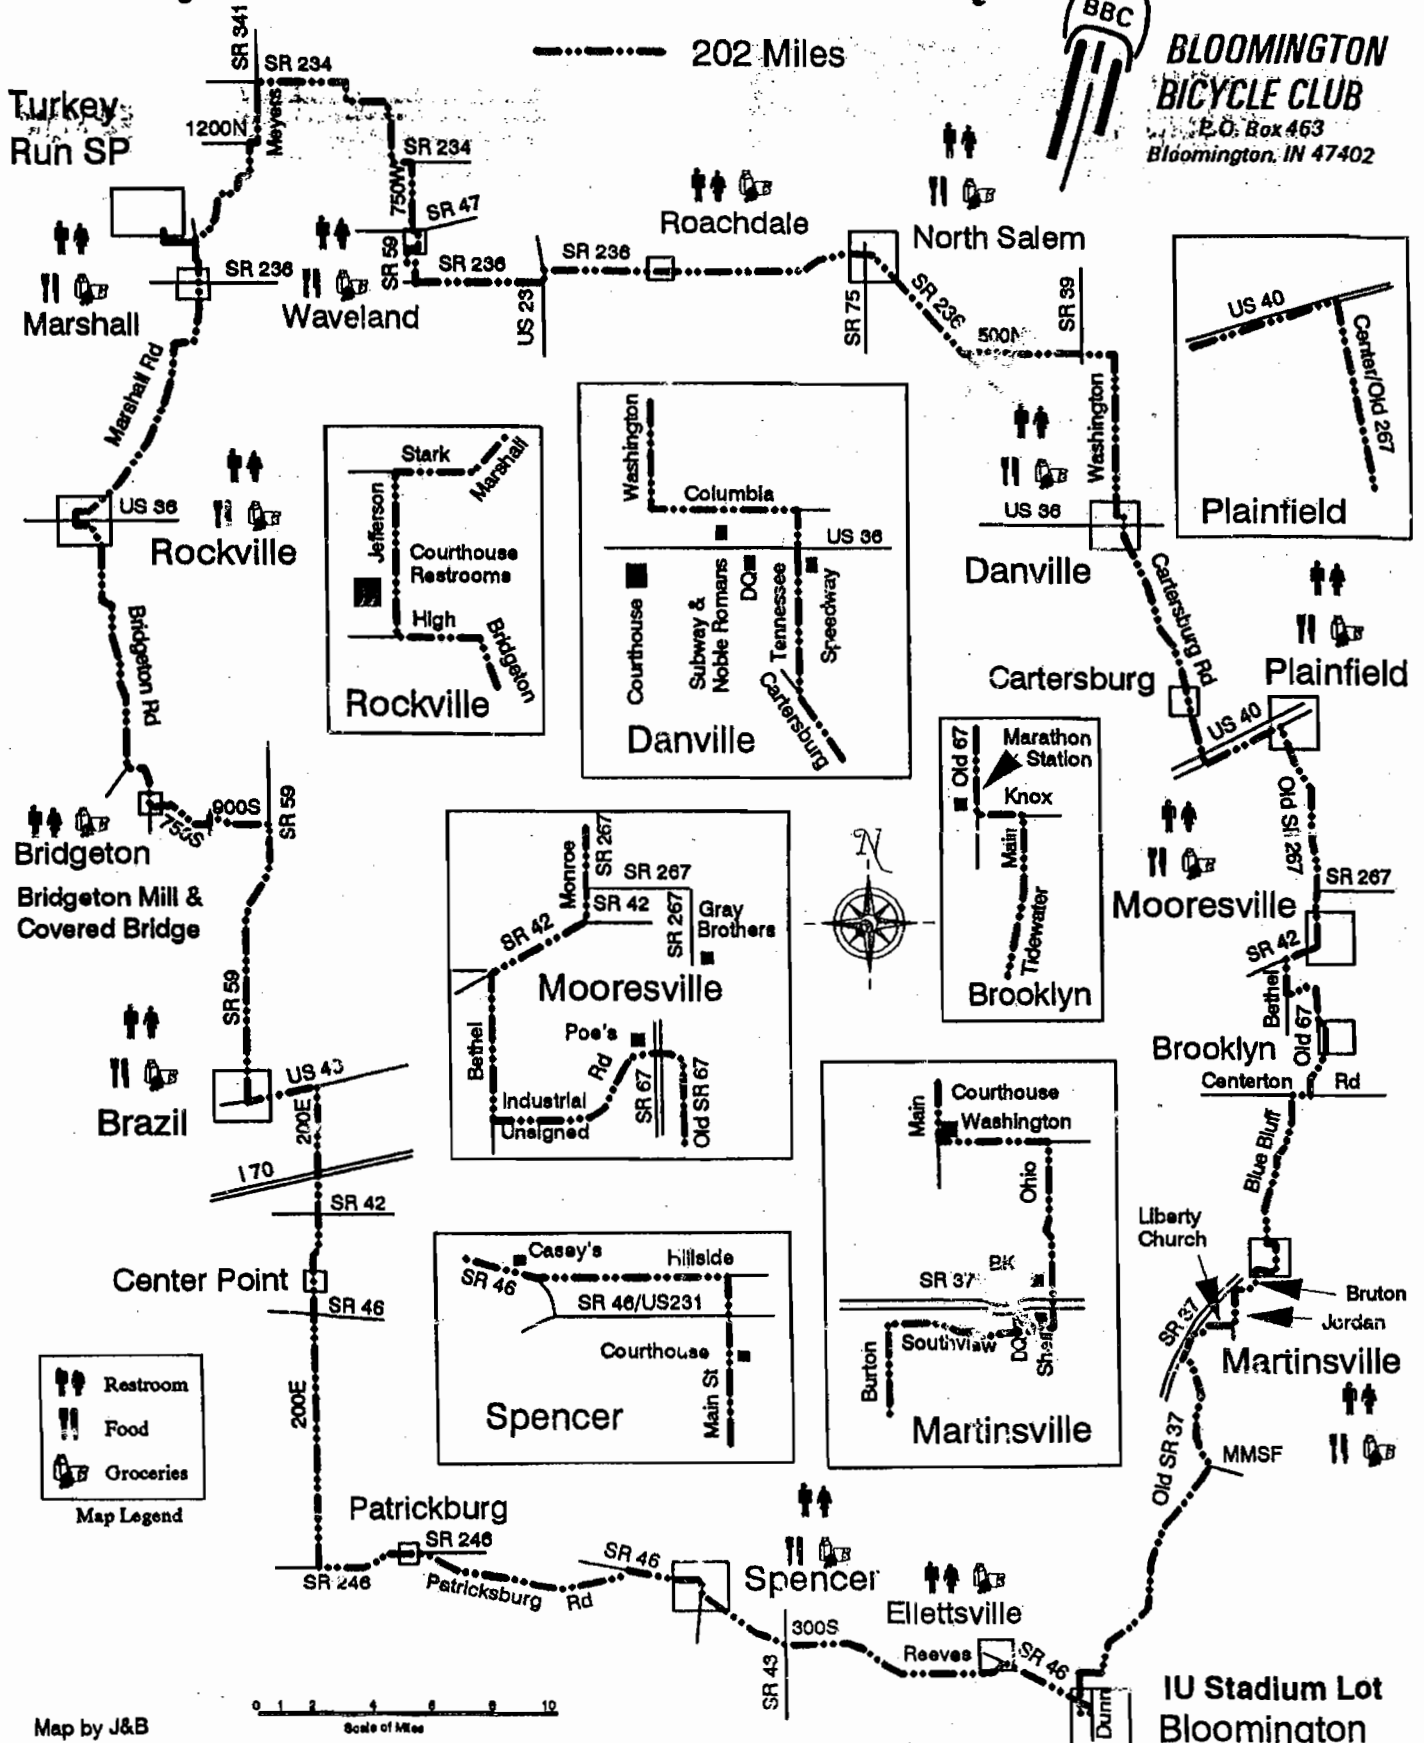 202 Miles
BBC
BLOOMINGTON
BICYCLE CLUB
P.O. Box 463
Bloomington, IN 47402
SR 341
SR 234
Turkey
Run SP
1200N
Meyers
SR 234
750W
SR 47
SR 59
SR 236
Marshall
Waveland
SR 236
US 23
SR 236
Roachdale
North Salem
SR 75
SR 236
500N
SR 39
Washington
US 36
Danville
US 40
Center/Old 267
Plainfield
Marshall Rd
US 36
Rockville
Stark
Marshall
Jefferson
Courthouse
Restrooms
High
Bridgeton
Rockville
Washington
Columbia
US 36
Courthouse
Subway &
Noble Romans
DQ
Tennessee
Speedway
Cartersburg
Danville
Cartersburg Rd
Cartersburg
Plainfield
US 40
Old SR 267
Bridgeton Rd
Bridgeton
Bridgeton Mill &
Covered Bridge
750S
900S
SR 59
SR 59
Old 67
Marathon
Station
Knox
Main
Tidewater
Brooklyn
N
Monroe
SR 267
SR 267
SR 42
SR 267
Gray
Brothers
SR 42
Mooresville
Bethel
Poe's
Rd
Industrial
Unsigned
SR 67
Old SR 67
Mooresville
SR 267
SR 42
Bethel
Old 67
Brooklyn
Centerton Rd
Blue Bluff
Brazil
US 43
200E
I 70
SR 42
Center Point
SR 46
200E
Main
Courthouse
Washington
Ohio
BK
SR 37
Southview
DQ
Shell
Burton
Martinsville
Liberty
Church
SR 37
Bruton
Jordan
Martinsville
Old SR 37
MMSF
Casey's
SR 46
Hillside
SR 46/US231
Courthouse
Main St
Spencer
Restroom
Food
Groceries
Map Legend
Patrickburg
SR 246
SR 246
Patricksburg Rd
SR 46
Spencer
SR 43
300S
Ellettsville
Reeves
SR 46
Dunn
IU Stadium Lot
Bloomington
Map by J&B
0 1 2 4 6 8 10
Scale of Miles